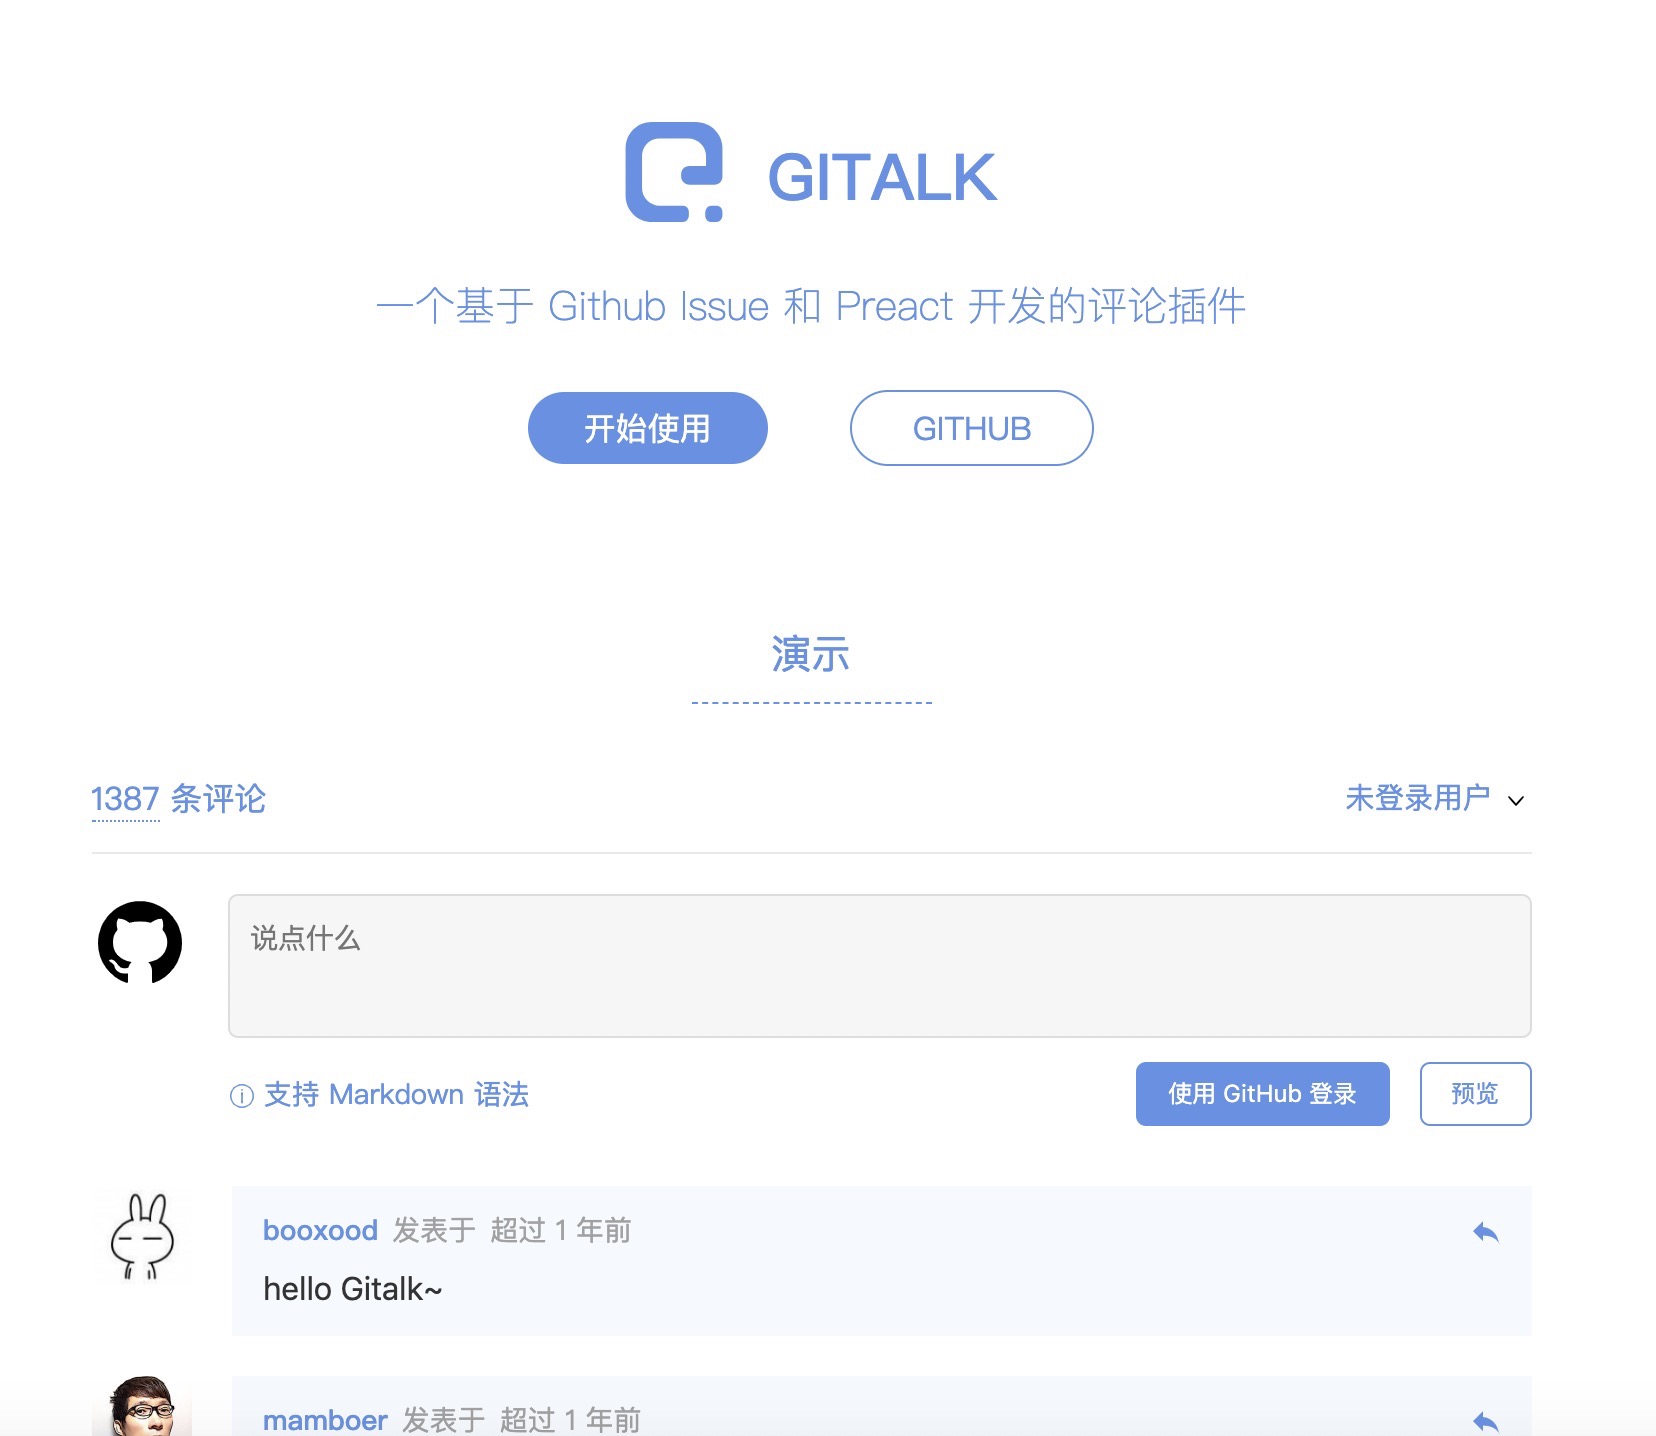 GITALK
一个基于 Github Issue 和 Preact 开发的评论插件
开始使用
GITHUB
演示
1387 条评论
未登录用户
说点什么
支持 Markdown 语法
使用 GitHub 登录
预览
booxood 发表于 超过 1 年前
hello Gitalk~
mamboer 发表于 超过 1 年前